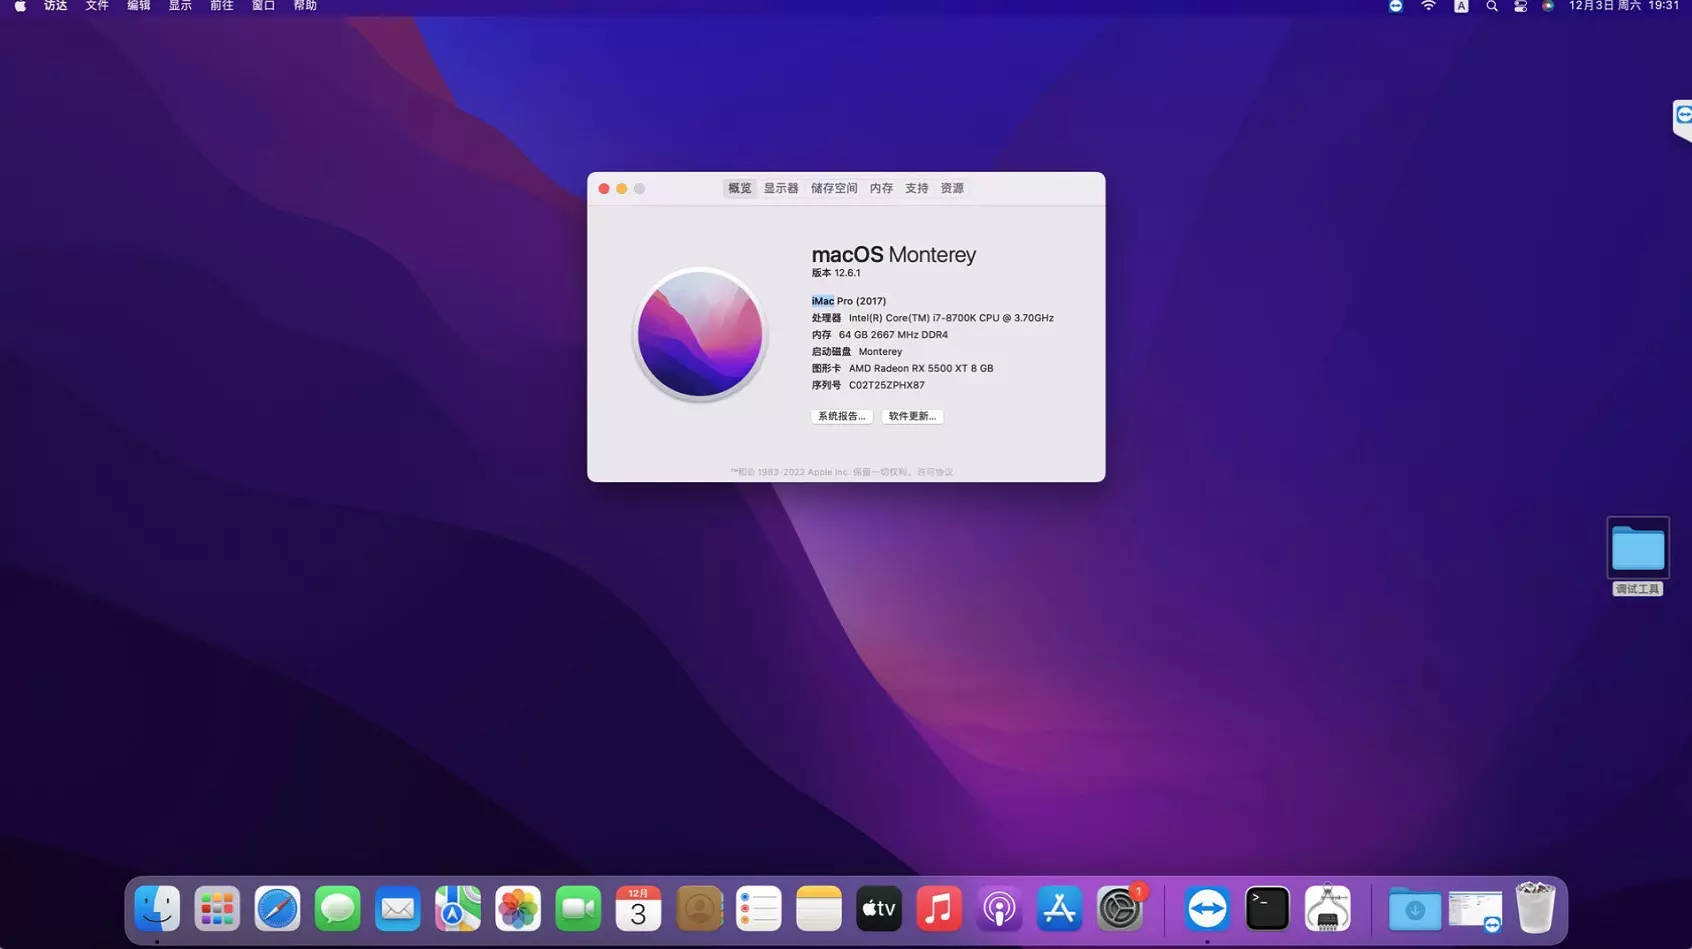 访达 文件 编辑 显示 前往 窗口 帮助
A 12月3日 周六 19:31
概览 显示器 储存空间 内存 支持 资源
macOS Monterey
版本 12.6.1
iMac Pro (2017)
处理器 Intel(R) Core(TM) i7-8700K CPU @ 3.70GHz
内存 64 GB 2667 MHz DDR4
启动磁盘 Monterey
图形卡 AMD Radeon RX 5500 XT 8 GB
序列号 C02T25ZPHX87
系统报告... 软件更新...
™和© 1983-2022 Apple Inc. 保留一切权利。许可协议
调试工具
12月
3
tv
1
>_